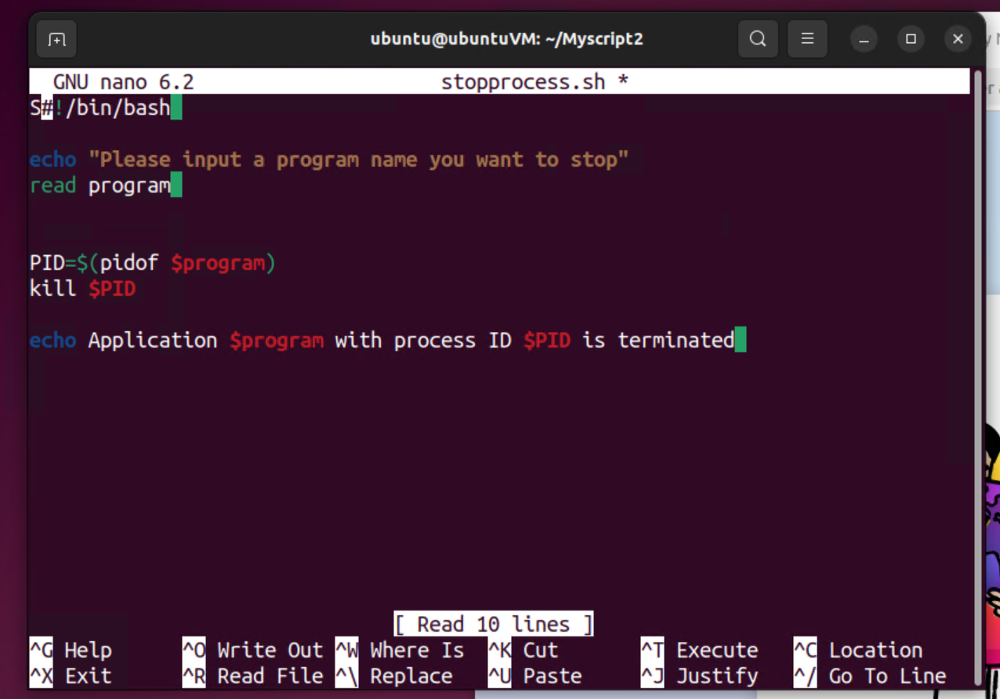 ubuntu@ubuntuVM: ~/Myscript2
GNU nano 6.2 stopprocess.sh *
S#!/bin/bash
echo "Please input a program name you want to stop"
read program
PID=$(pidof $program)
kill $PID
echo Application $program with process ID $PID is terminated
[ Read 10 lines ]
^G Help ^O Write Out ^W Where Is ^K Cut ^T Execute ^C Location
^X Exit ^R Read File ^\ Replace ^U Paste ^J Justify ^/ Go To Line